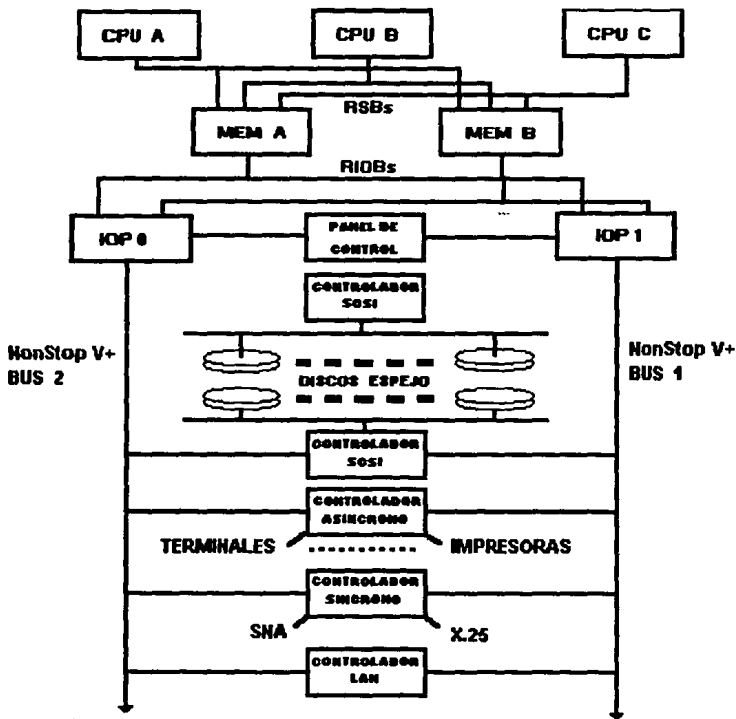 CPU A
CPU B
CPU C
RSBs
MEM A
MEM B
RIOBs
IOP 0
PANEL DE
CONTROL
IOP 1
CONTROLADOR
SCSI
NonStop V+
BUS 2
NonStop V+
BUS 1
DISCOS ESPEJO
CONTROLADOR
SCSI
CONTROLADOR
ASINCRONO
TERMINALES
IMPRESORAS
CONTROLADOR
SINCRONO
SNA
X.25
CONTROLADOR
LAN